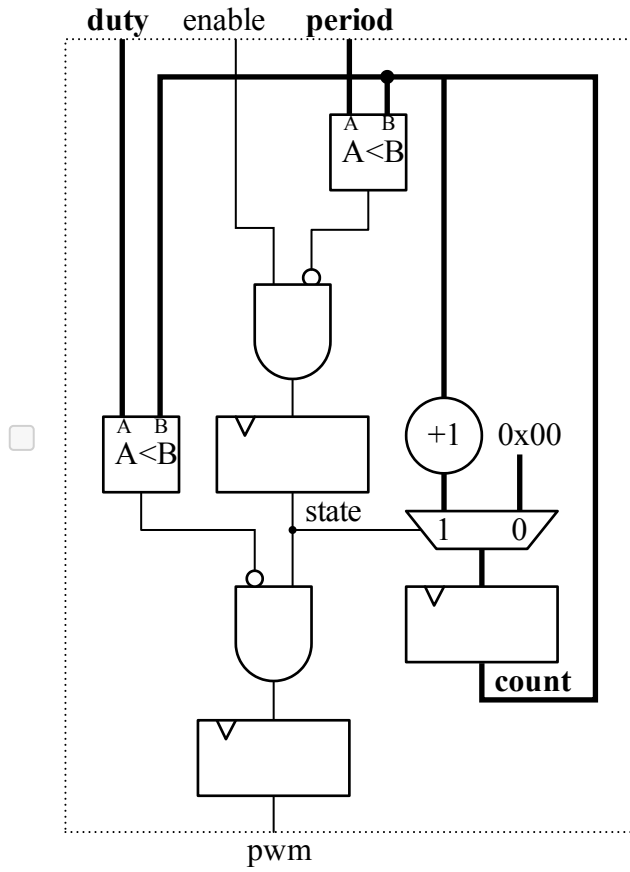 duty enable period
A B
A<B
A B
A<B
+1 0x00
state
1 0
count
pwm